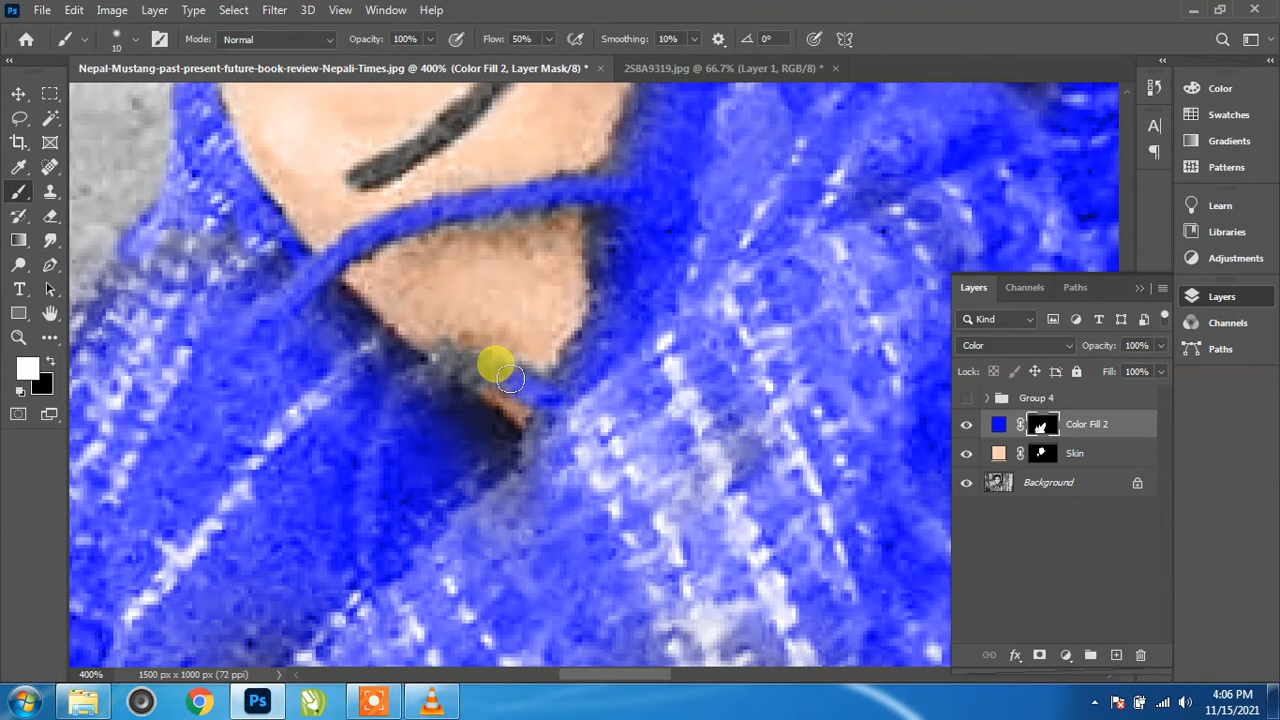 Ps File Edit Image Layer Type Select Filter 3D View Window Help
10 Mode: Normal Opacity: 100% Flow: 50% Smoothing: 10% 0°
Nepal-Mustang-past-present-future-book-review-Nepali-Times.jpg @ 400% (Color Fill 2, Layer Mask/8) * × 2S8A9319.jpg @ 66.7% (Layer 1, RGB/8) * ×
Color
Swatches
Gradients
Patterns
Learn
Libraries
Adjustments
Layers
Channels
Paths
Layers Channels Paths
Kind
Color Opacity: 100%
Lock: Fill: 100%
Group 4
Color Fill 2
Skin
Background
400% 1500 px x 1000 px (72 ppi)
Ps
4:06 PM
11/15/2021